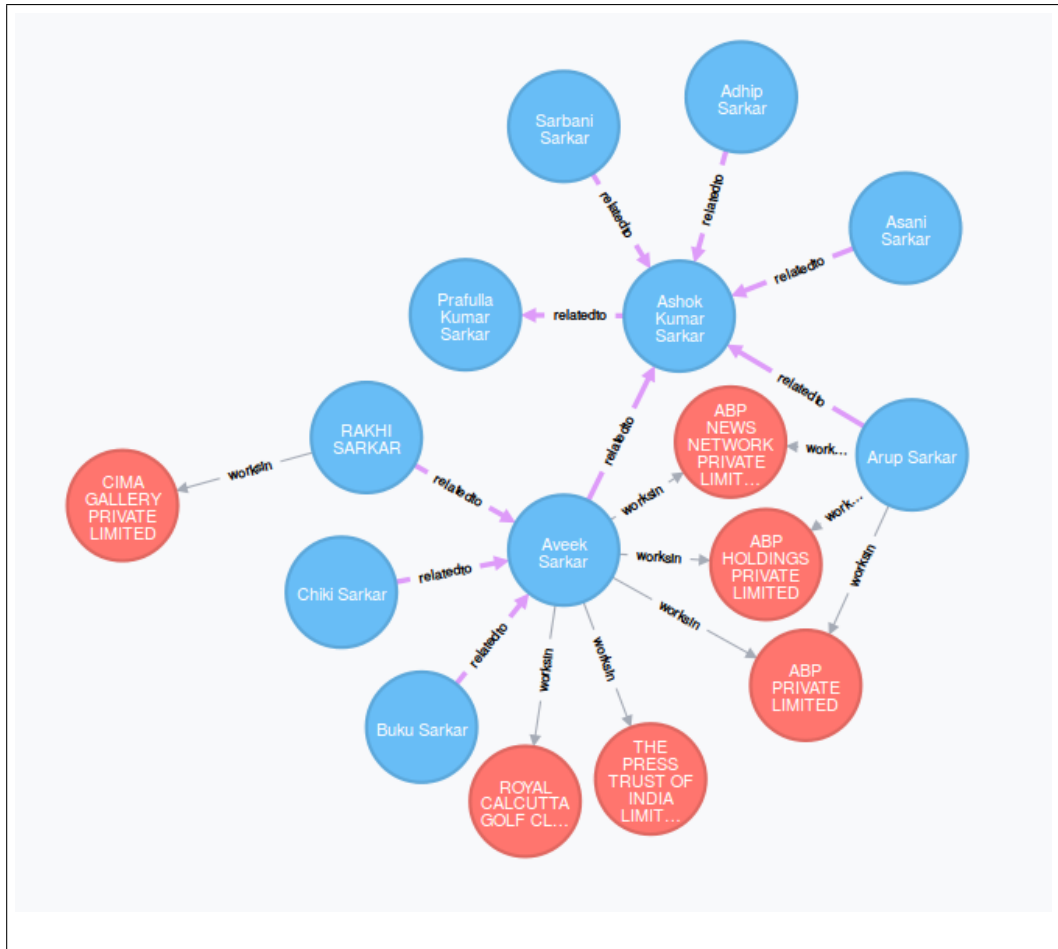 Adhip
Sarkar
Sarbani
Sarkar
relatedto
relatedto
Asani
Sarkar
relatedto
Prafulla
Kumar
Sarkar
relatedto
Ashok
Kumar
Sarkar
relatedto
RAKHI
SARKAR
worksIn
CIMA
GALLERY
PRIVATE
LIMITED
relatedto
relatedto
ABP
NEWS
NETWORK
PRIVATE
LIMIT...
work...
Arup Sarkar
worksIn
work...
Aveek
Sarkar
worksIn
ABP
HOLDINGS
PRIVATE
LIMITED
worksIn
Chiki Sarkar
relatedto
worksIn
relatedto
Buku Sarkar
worksIn
worksIn
ABP
PRIVATE
LIMITED
ROYAL
CALCUTTA
GOLF CL...
THE
PRESS
TRUST OF
INDIA
LIMIT...